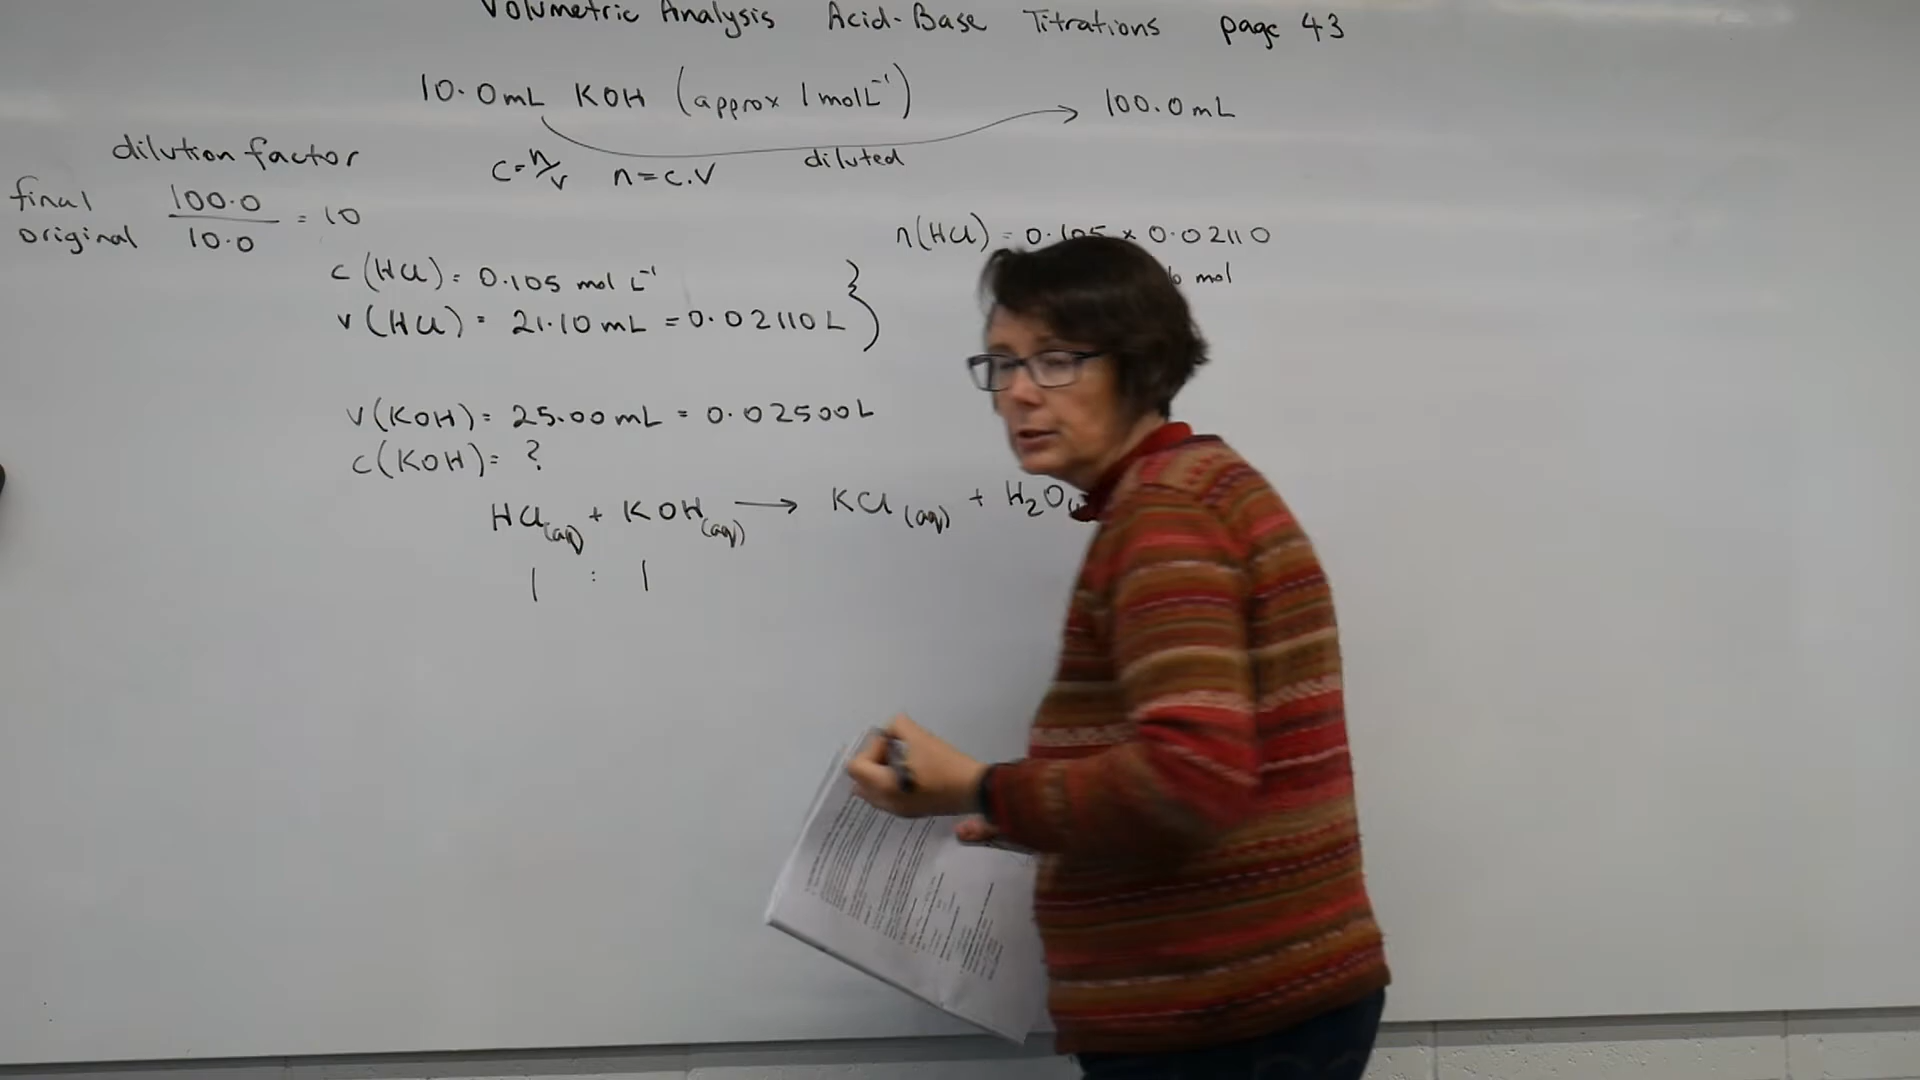 Volumetric Analysis Acid-Base Titrations page 43
10.0mL KOH (approx 1 molL⁻¹) 100.0mL
diluted
dilution factor
c=n/v n=c.V
final 100.0
original 10.0 = 10
n(HCl) = 0.105 × 0.02110
mol
c(HCl) = 0.105 mol L⁻¹
v(HCl) = 21.10 mL = 0.02110 L
v(KOH) = 25.00 mL = 0.02500L
c(KOH) = ?
HCl(aq) + KOH(aq) → KCl(aq) + H₂O
1 : 1